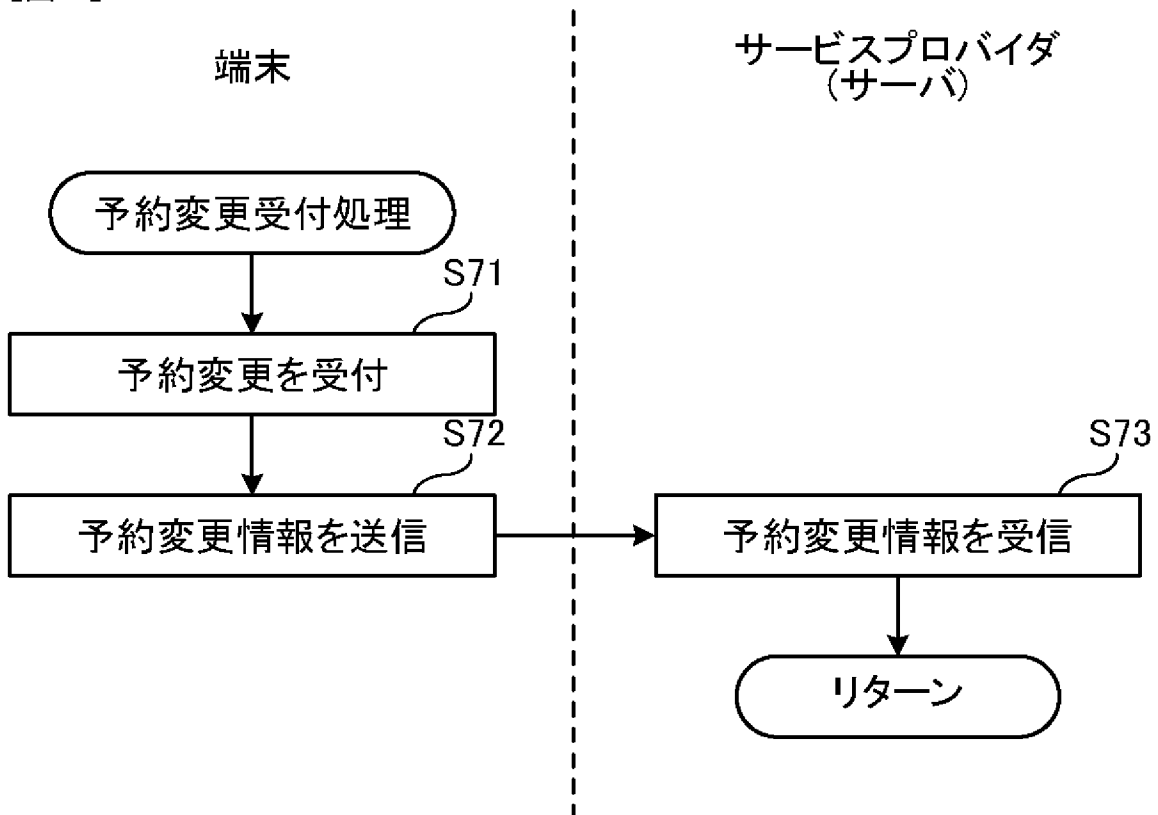 端末
サービスプロバイダ
(サーバ)
予約変更受付処理
S71
予約変更を受付
S72
予約変更情報を送信
S73
予約変更情報を受信
リターン